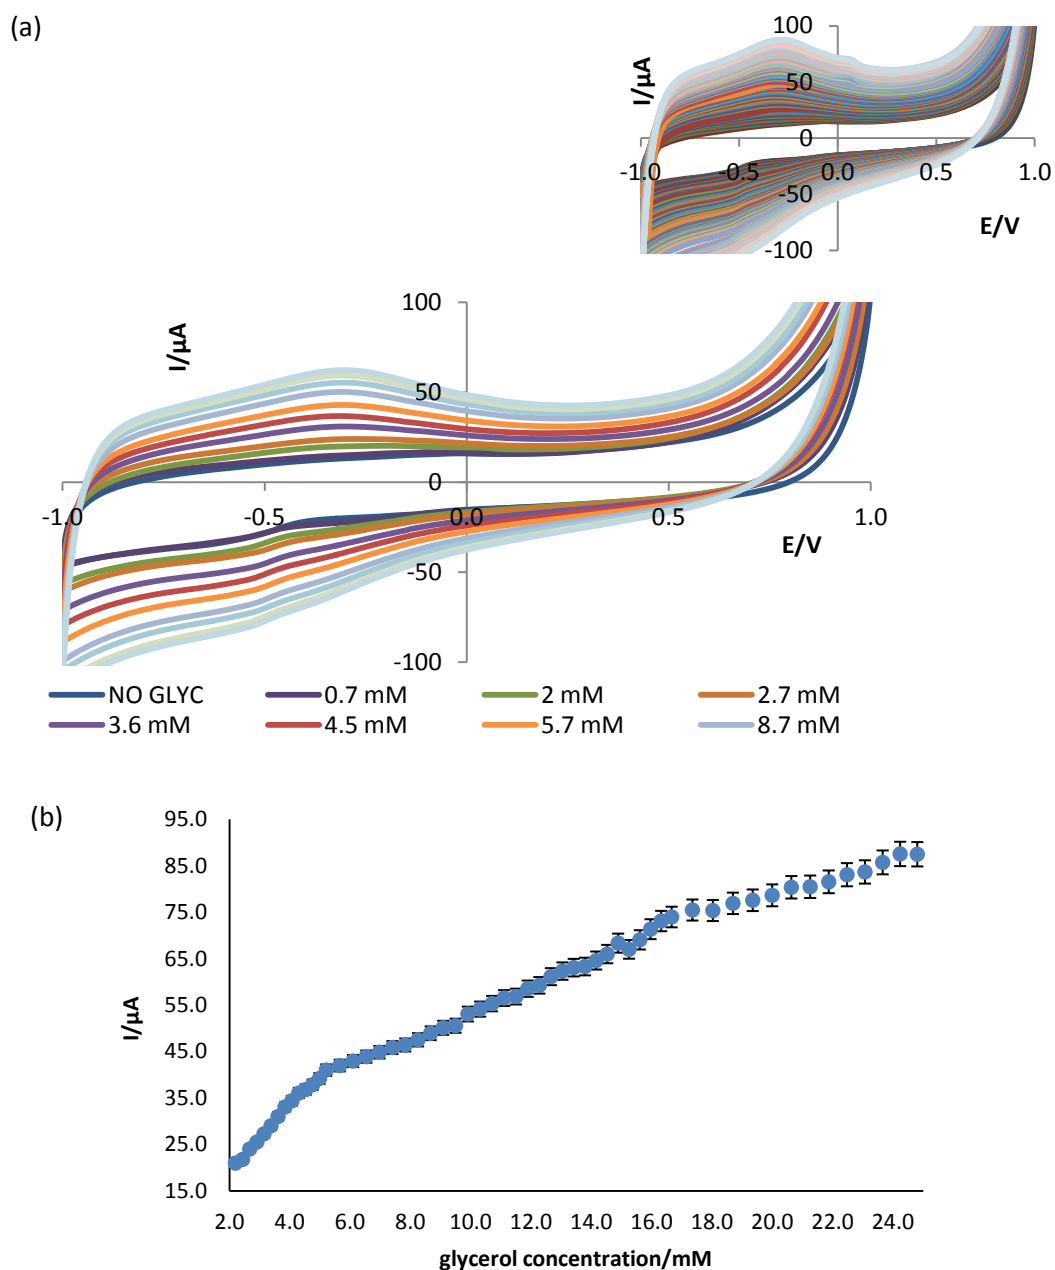 (a)
100
50
0
-50
-100
-1.0 -0.5 0.0 0.5 1.0
I/µA
E/V
100
50
0
-50
-100
-1.0 -0.5 0.0 0.5 1.0
I/µA
E/V
NO GLYC 0.7 mM 2 mM 2.7 mM
3.6 mM 4.5 mM 5.7 mM 8.7 mM
(b)
95.0
85.0
75.0
65.0
55.0
45.0
35.0
25.0
15.0
I/µA
2.0 4.0 6.0 8.0 10.0 12.0 14.0 16.0 18.0 20.0 22.0 24.0
glycerol concentration/mM